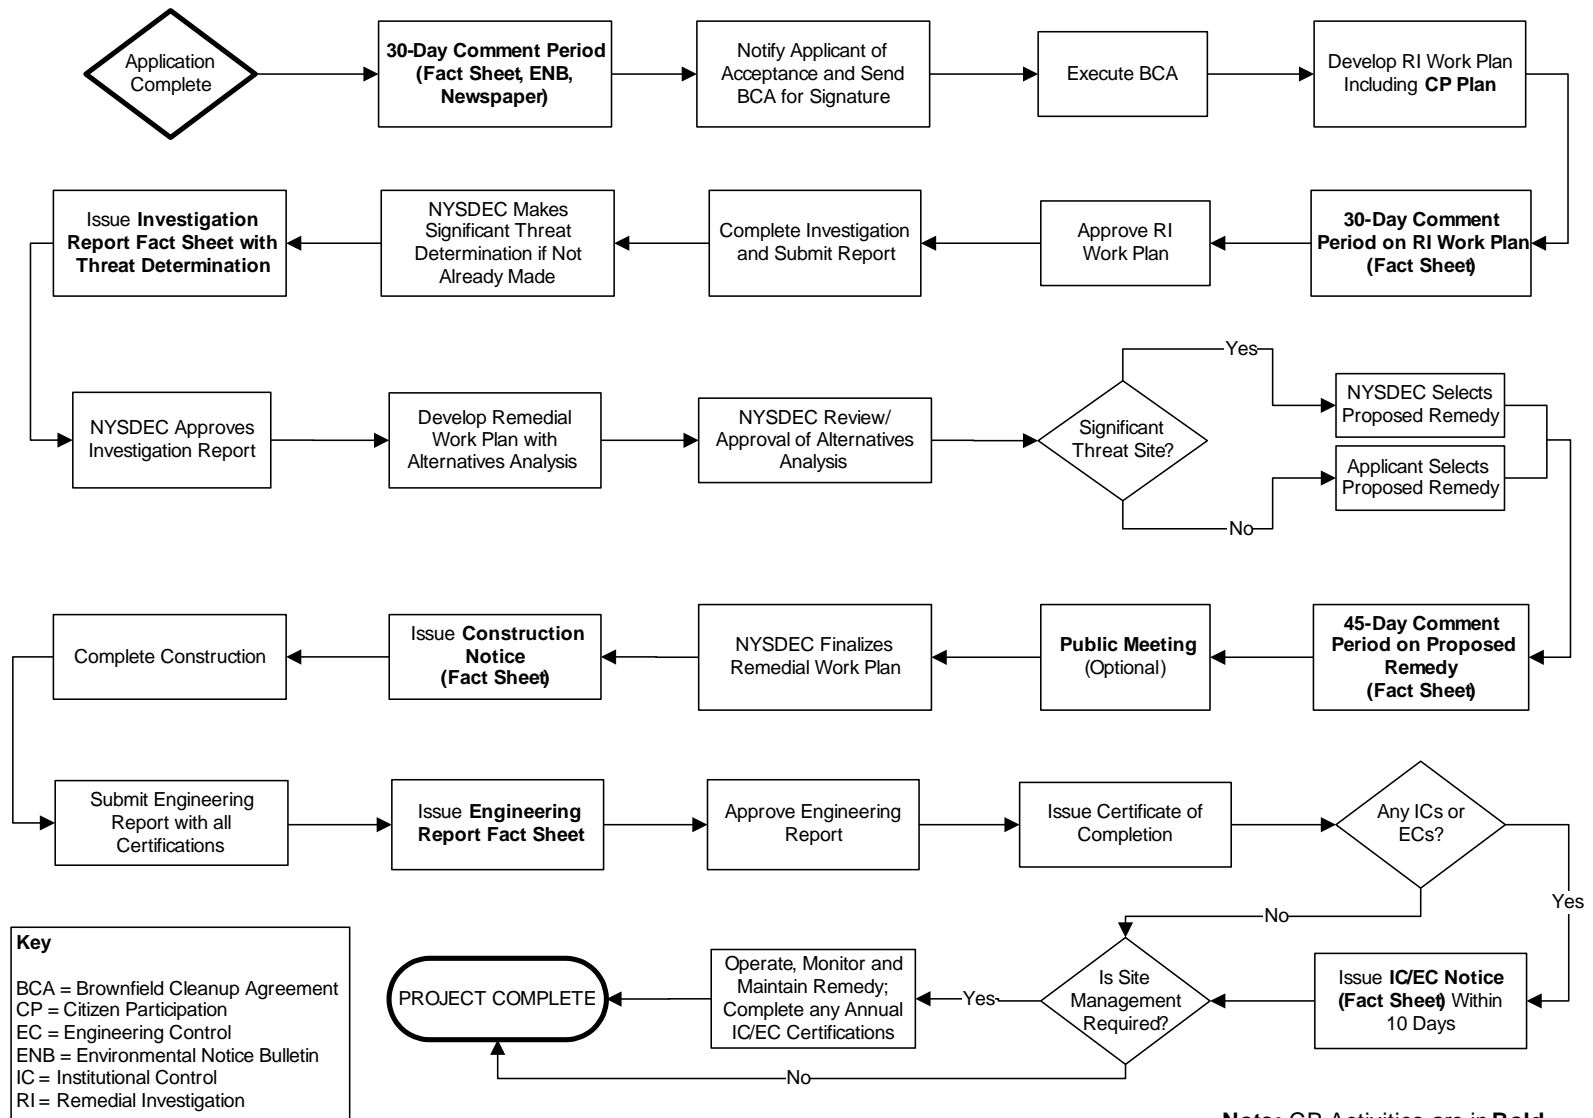 Application
Complete
30-Day Comment Period
(Fact Sheet, ENB,
Newspaper)
Notify Applicant of
Acceptance and Send
BCA for Signature
Execute BCA
Develop RI Work Plan
Including CP Plan
30-Day Comment
Period on RI Work Plan
(Fact Sheet)
Approve RI
Work Plan
Complete Investigation
and Submit Report
NYSDEC Makes
Significant Threat
Determination if Not
Already Made
Issue Investigation
Report Fact Sheet with
Threat Determination
NYSDEC Approves
Investigation Report
Develop Remedial
Work Plan with
Alternatives Analysis
NYSDEC Review/
Approval of Alternatives
Analysis
Significant
Threat Site?
Yes
NYSDEC Selects
Proposed Remedy
No
Applicant Selects
Proposed Remedy
45-Day Comment
Period on Proposed
Remedy
(Fact Sheet)
Public Meeting
(Optional)
NYSDEC Finalizes
Remedial Work Plan
Issue Construction
Notice
(Fact Sheet)
Complete Construction
Submit Engineering
Report with all
Certifications
Issue Engineering
Report Fact Sheet
Approve Engineering
Report
Issue Certificate of
Completion
Any ICs or
ECs?
Yes
No
Issue IC/EC Notice
(Fact Sheet) Within
10 Days
Is Site
Management
Required?
Yes
Operate, Monitor and
Maintain Remedy;
Complete any Annual
IC/EC Certifications
No
PROJECT COMPLETE
Key
BCA = Brownfield Cleanup Agreement
CP = Citizen Participation
EC = Engineering Control
ENB = Environmental Notice Bulletin
IC = Institutional Control
RI = Remedial Investigation
Note: CP Activities are in Bold